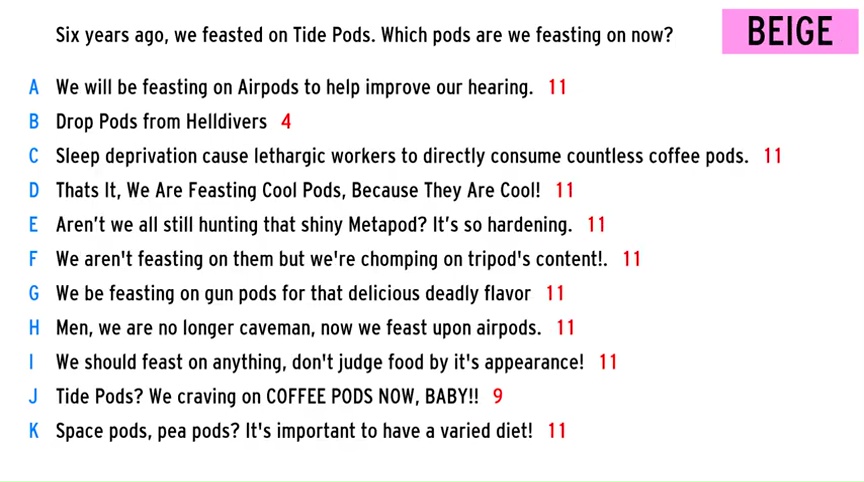 Six years ago, we feasted on Tide Pods. Which pods are we feasting on now?
BEIGE
A We will be feasting on Airpods to help improve our hearing. 11
B Drop Pods from Helldivers 4
C Sleep deprivation cause lethargic workers to directly consume countless coffee pods. 11
D Thats It, We Are Feasting Cool Pods, Because They Are Cool! 11
E Aren't we all still hunting that shiny Metapod? It's so hardening. 11
F We aren't feasting on them but we're chomping on tripod's content!. 11
G We be feasting on gun pods for that delicious deadly flavor 11
H Men, we are no longer caveman, now we feast upon airpods. 11
I We should feast on anything, don't judge food by it's appearance! 11
J Tide Pods? We craving on COFFEE PODS NOW, BABY!! 9
K Space pods, pea pods? It's important to have a varied diet! 11